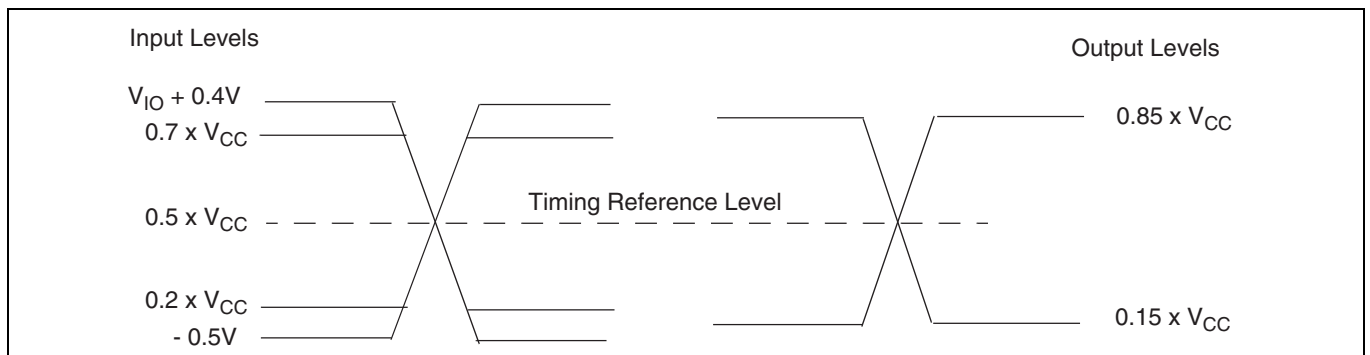 Input Levels
Output Levels
V_IO + 0.4V
0.7 x V_CC
0.85 x V_CC
Timing Reference Level
0.5 x V_CC
0.2 x V_CC
- 0.5V
0.15 x V_CC